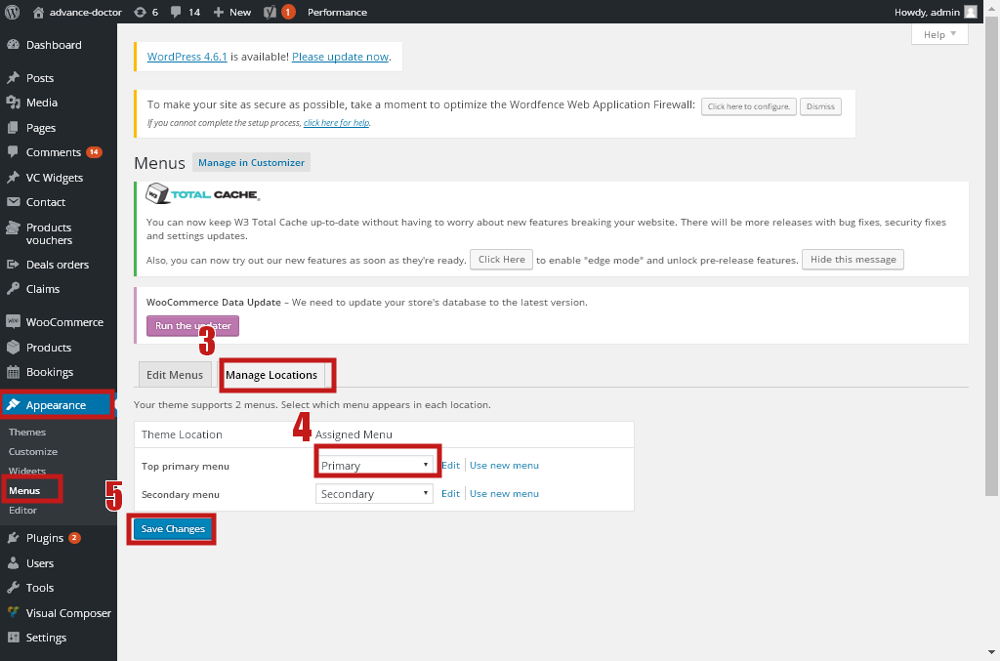 advance-doctor 6 14 New 1 Performance Howdy, admin
Help
Dashboard
Posts
Media
Pages
Comments 14
VC Widgets
Contact
Products
vouchers
Deals orders
Claims
WooCommerce
Products
Bookings
Appearance
Themes
Customize
Widgets
Menus
Editor
Plugins 2
Users
Tools
Visual Composer
Settings
WordPress 4.6.1 is available! Please update now.
To make your site as secure as possible, take a moment to optimize the Wordfence Web Application Firewall: Click here to configure. Dismiss
If you cannot complete the setup process, click here for help.
Menus Manage in Customizer
W3 TOTAL CACHE
You can now keep W3 Total Cache up-to-date without having to worry about new features breaking your website. There will be more releases with bug fixes, security fixes
and settings updates.
Also, you can now try out our new features as soon as they're ready. Click Here to enable "edge mode" and unlock pre-release features. Hide this message
WooCommerce Data Update – We need to update your store's database to the latest version.
Run the updater
3
Edit Menus Manage Locations
Your theme supports 2 menus. Select which menu appears in each location.
4
Theme Location Assigned Menu
Top primary menu Primary Edit Use new menu
Secondary menu Secondary Edit Use new menu
5
Save Changes